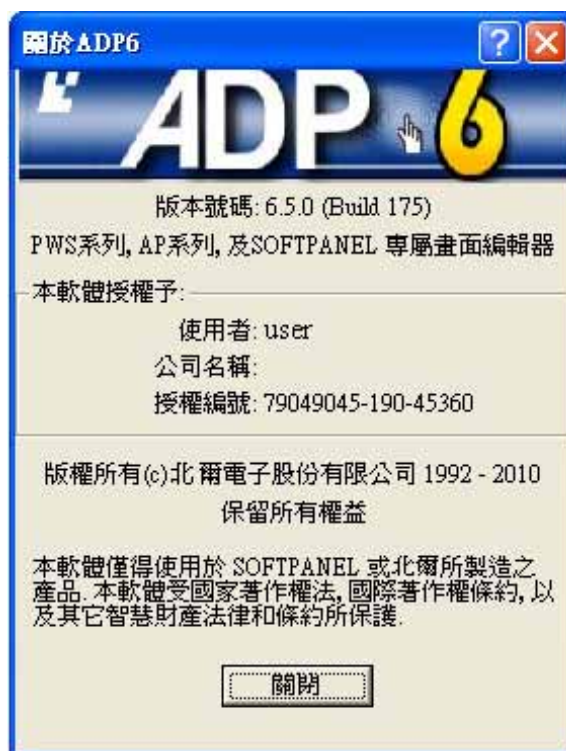 關於ADP6
ADP 6
版本號碼: 6.5.0 (Build 175)
PWS系列, AP系列, 及SOFTPANEL 專屬畫面編輯器
本軟體授權予:
使用者: user
公司名稱:
授權編號: 79049045-190-45360
版權所有(c)北爾電子股份有限公司 1992 - 2010
保留所有權益
本軟體僅得使用於 SOFTPANEL 或北爾所製造之
產品. 本軟體受國家著作權法, 國際著作權條約, 以
及其它智慧財產法律和條約所保護.
關閉